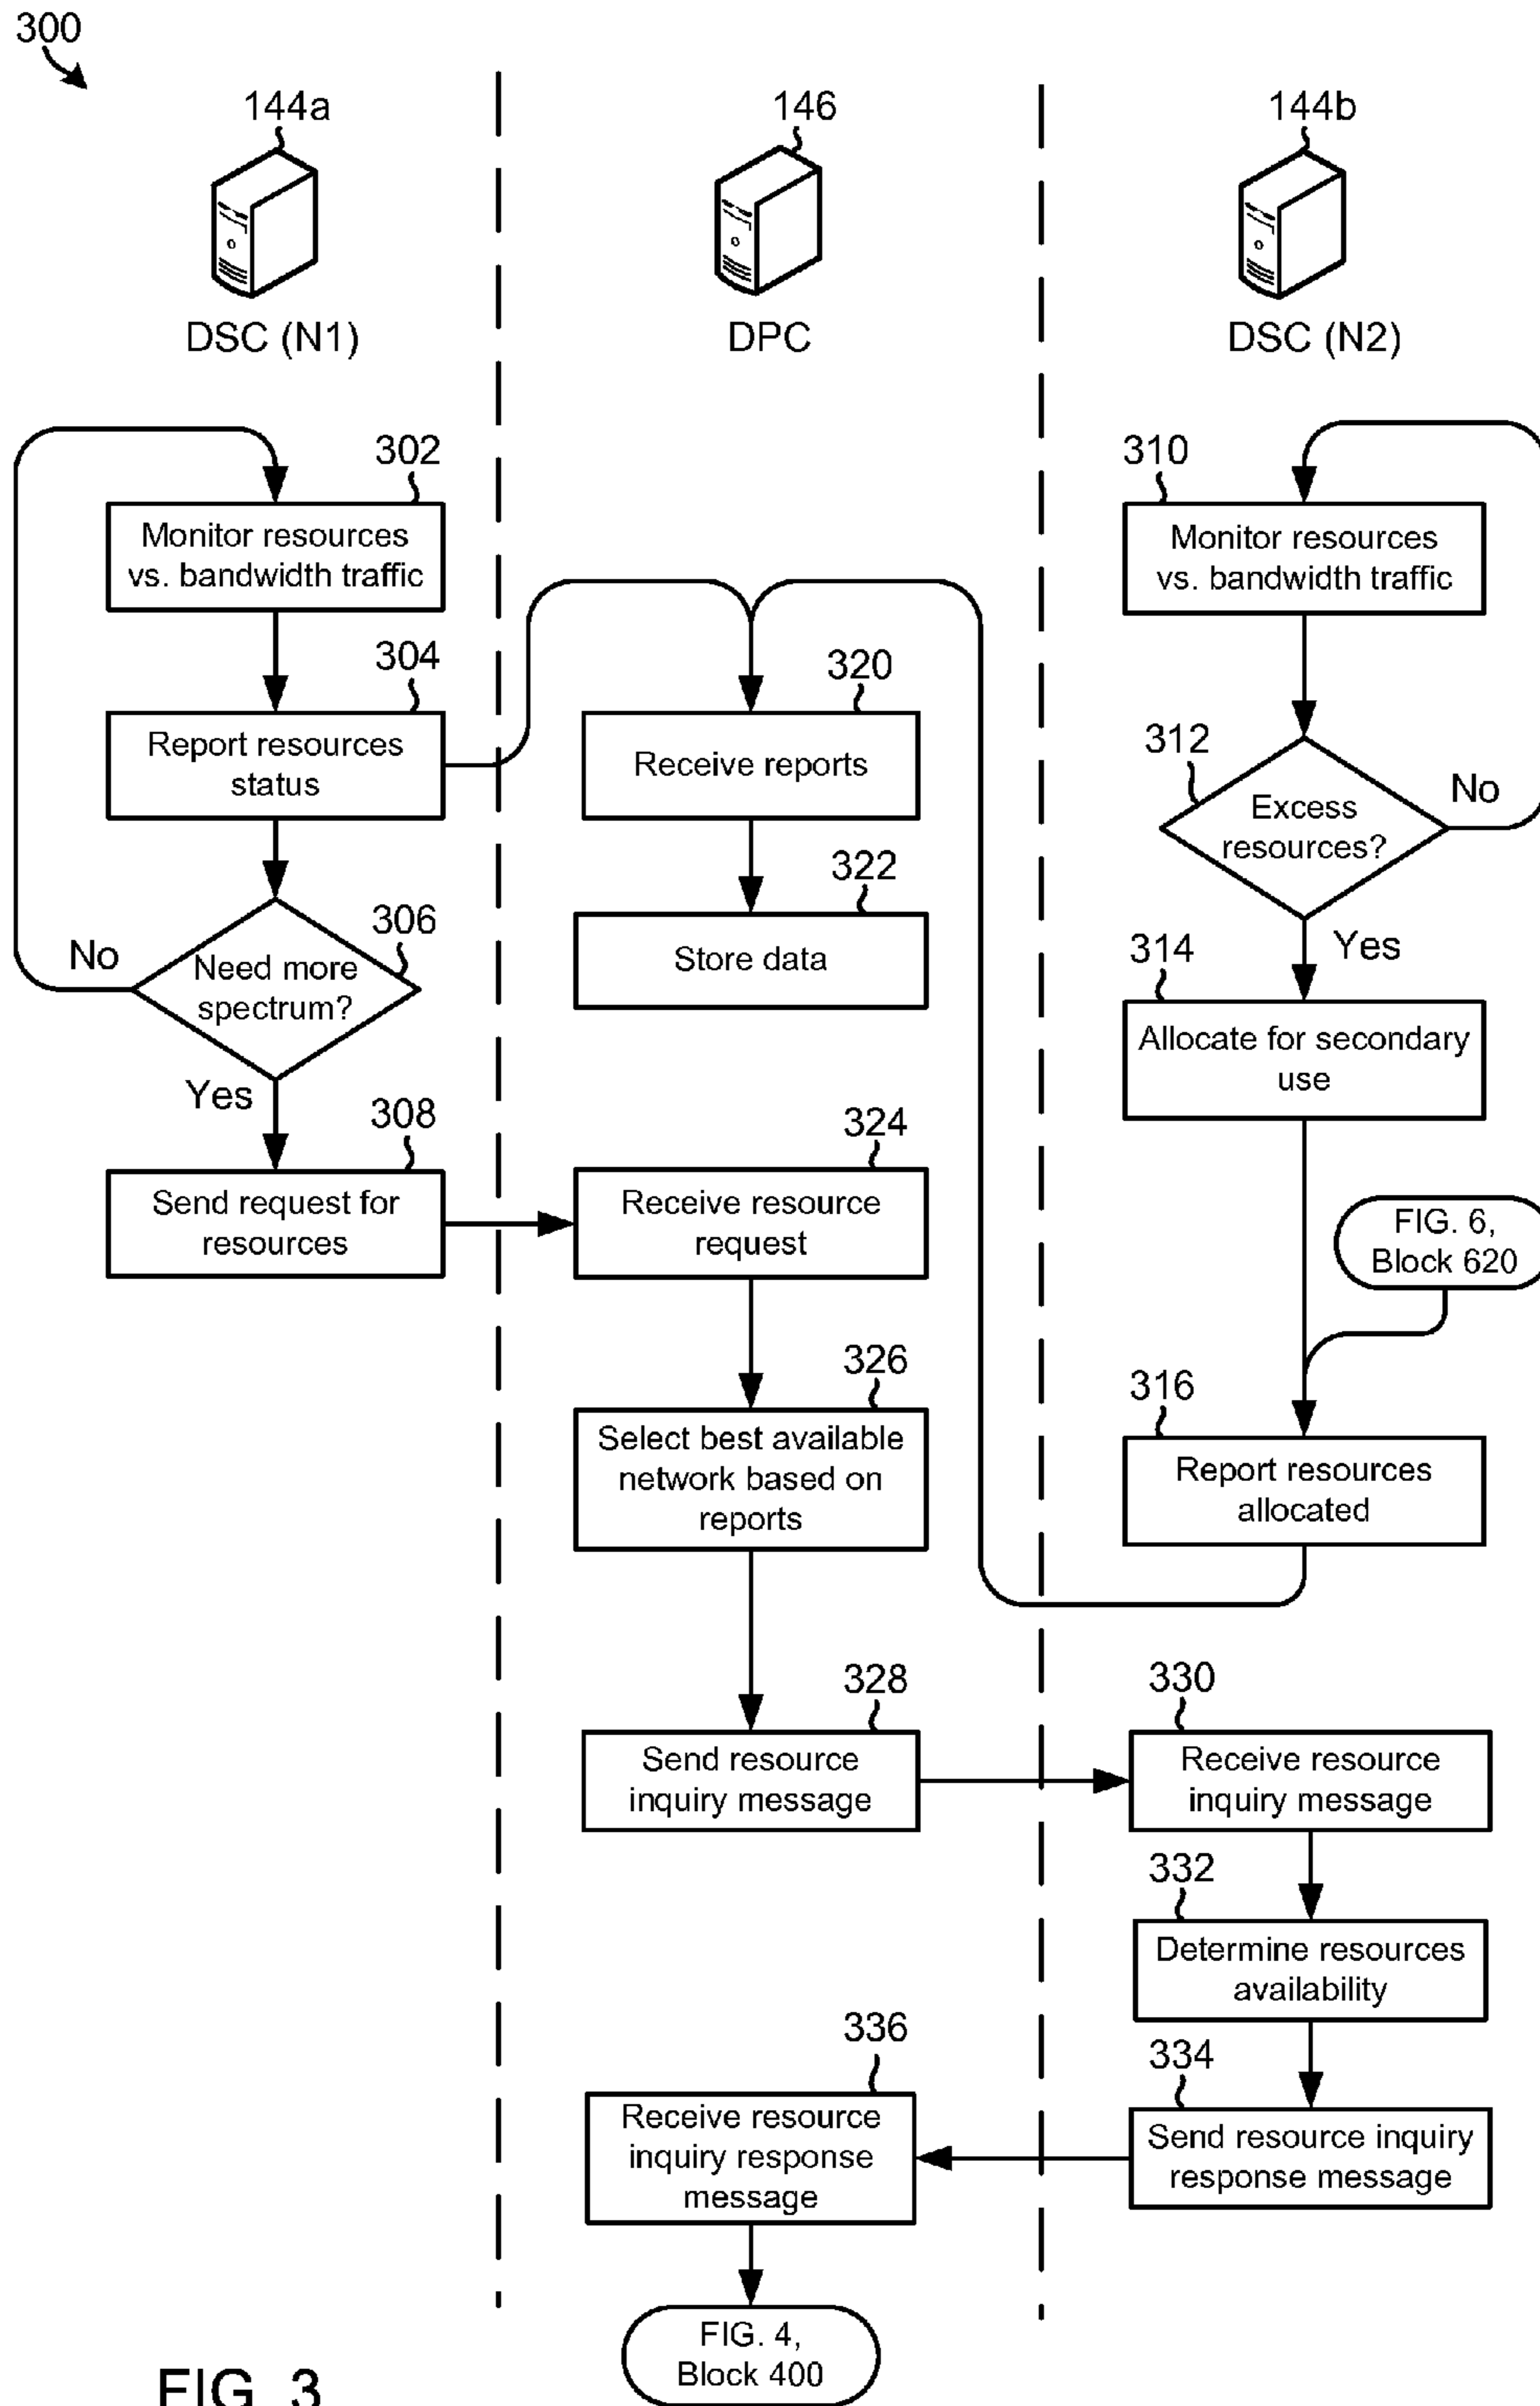 300
144a
146
144b
DSC (N1)
DPC
DSC (N2)
302
Monitor resources
vs. bandwidth traffic
304
Report resources
status
306
Need more
spectrum?
No
Yes
308
Send request for
resources
320
Receive reports
322
Store data
324
Receive resource
request
326
Select best available
network based on
reports
328
Send resource
inquiry message
336
Receive resource
inquiry response
message
FIG. 4,
Block 400
310
Monitor resources
vs. bandwidth traffic
312
Excess
resources?
No
Yes
314
Allocate for secondary
use
FIG. 6,
Block 620
316
Report resources
allocated
330
Receive resource
inquiry message
332
Determine resources
availability
334
Send resource inquiry
response message
FIG. 3